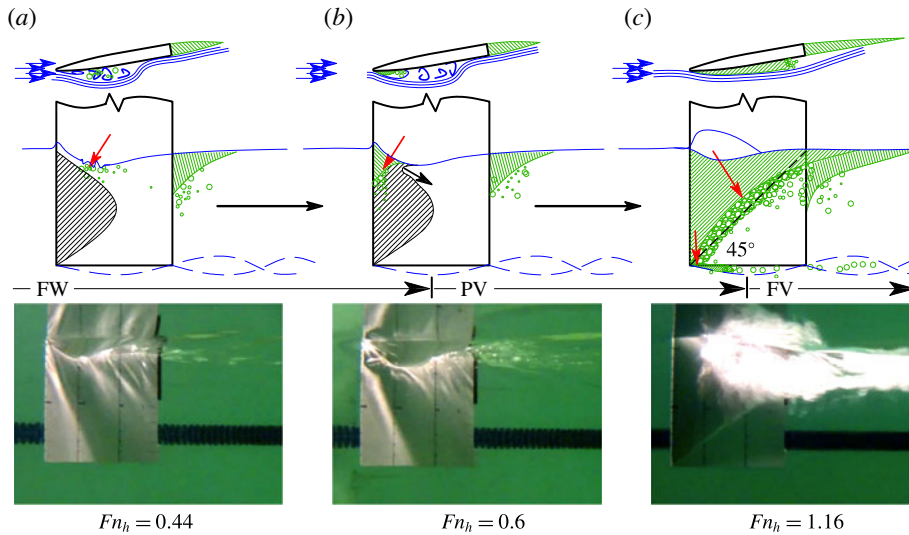 (a) (b) (c)
45°
FW PV FV
Fn_h = 0.44 Fn_h = 0.6 Fn_h = 1.16